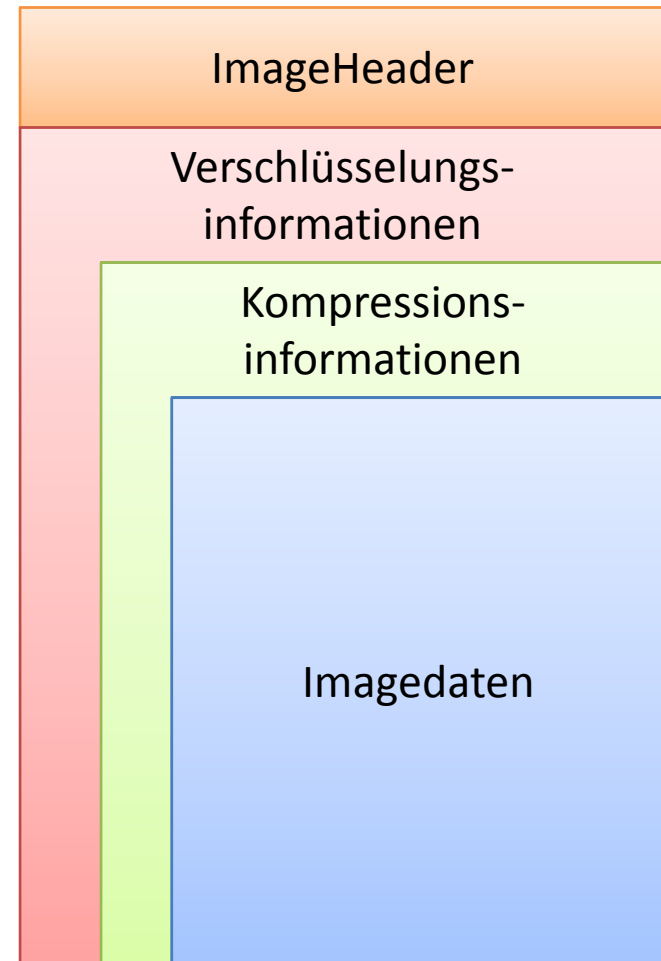 ImageHeader
Verschlüsselungs-
informationen
Kompressions-
informationen
Imagedaten